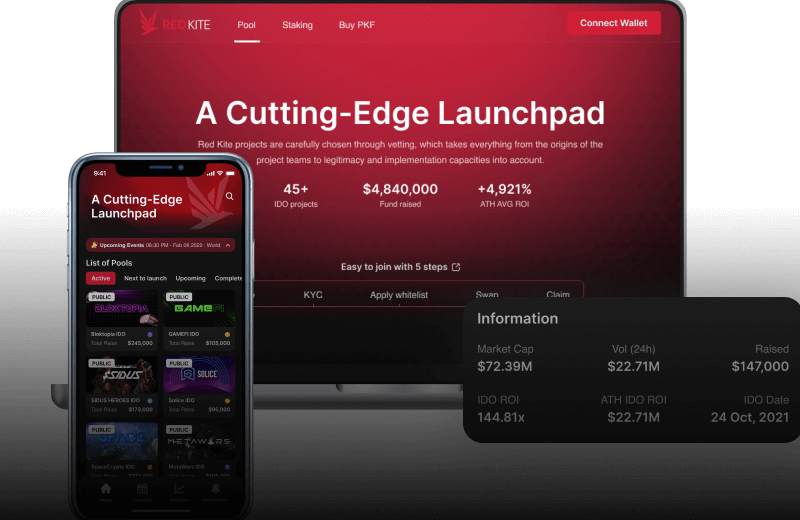 RED KITE
Pool
Staking
Buy PKF
Connect Wallet
A Cutting-Edge Launchpad
Red Kite projects are carefully chosen through vetting, which takes everything from the origins of the
project teams to legitimacy and implementation capacities into account.
45+
$4,840,000
+4,921%
IDO projects
Fund raised
ATH AVG ROI
Easy to join with 5 steps
KYC
Apply whitelist
Swap
Claim
9:41
A Cutting-Edge
Launchpad
Upcoming Events 08:30 PM - Feb 08,2022 : World
List of Pools
Active
Next to launch
Upcoming
Complete
PUBLIC
PUBLIC
BLOKTOPIA
GAMEFI
Bloktopia IDO
GAMEFI IDO
Total Raise $245,000
Total Raise $105,000
PUBLIC
PUBLIC
SIDUS
SOLICE
SIDUS HEROES IDO
Solice IDO
Total Raise $173,000
Total Raise $95,000
PUBLIC
PUBLIC
SPACE
CRYPTO
METAWARS
SpaceCrypto IDO
MetaWars IDO
Information
Market Cap
Vol (24h)
Raised
$72.39M
$22.71M
$147,000
IDO ROI
ATH IDO ROI
IDO Date
144.81x
$22.71M
24 Oct, 2021